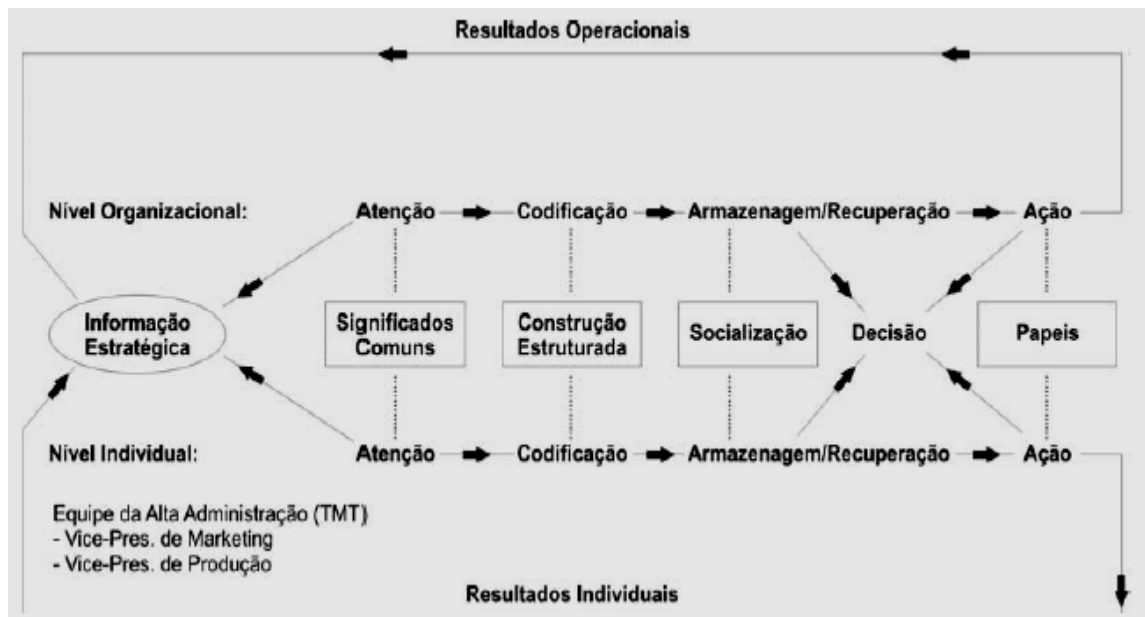 Resultados Operacionais
Nível Organizacional:
Atenção
Codificação
Armazenagem/Recuperação
Ação
Informação
Estratégica
Significados
Comuns
Construção
Estruturada
Socialização
Decisão
Papeis
Nível Individual:
Atenção
Codificação
Armazenagem/Recuperação
Ação
Equipe da Alta Administração (TMT)
- Vice-Pres. de Marketing
- Vice-Pres. de Produção
Resultados Individuais